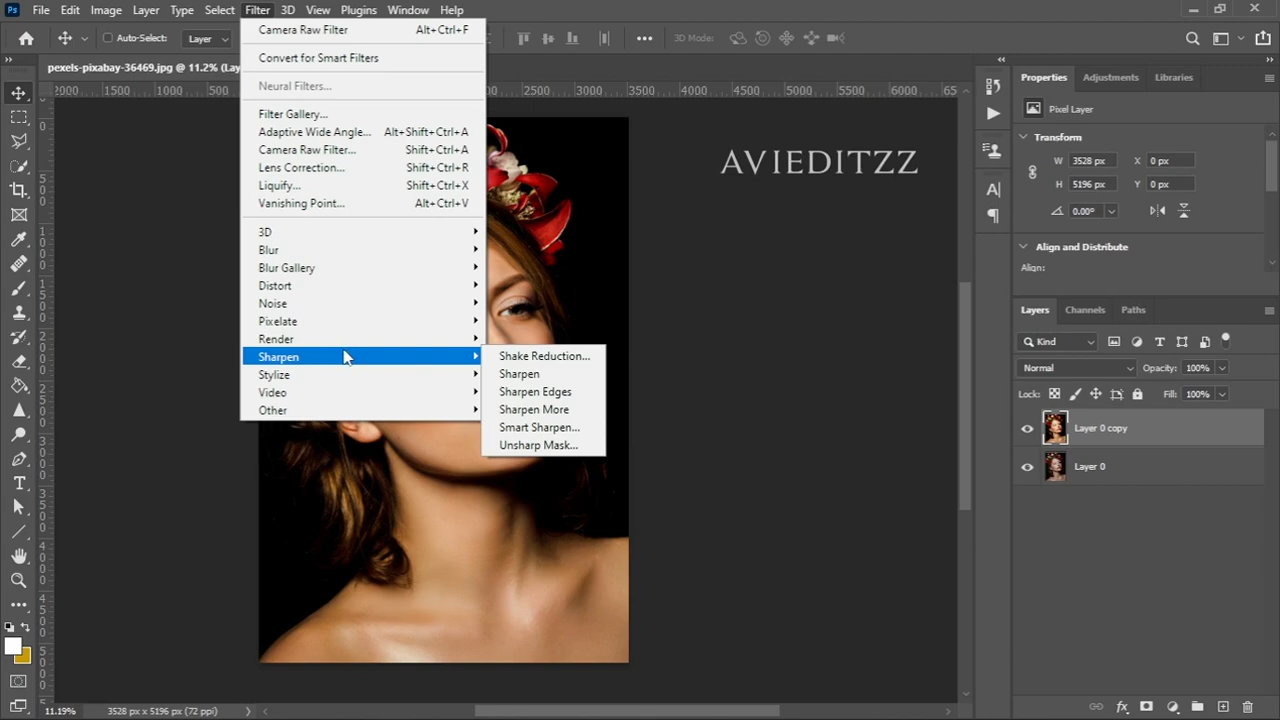 Ps File Edit Image Layer Type Select Filter 3D View Plugins Window Help
Auto-Select: Layer 3D Mode:
pexels-pixabay-36469.jpg @ 11.2% (Lay
2000 1500 1000 500 2500 3000 3500 4000 4500 5000 5500 6000
Camera Raw Filter Alt+Ctrl+F
Convert for Smart Filters
Neural Filters...
Filter Gallery...
Adaptive Wide Angle... Alt+Shift+Ctrl+A
Camera Raw Filter... Shift+Ctrl+A
Lens Correction... Shift+Ctrl+R
Liquify... Shift+Ctrl+X
Vanishing Point... Alt+Ctrl+V
3D
Blur
Blur Gallery
Distort
Noise
Pixelate
Render
Sharpen
Stylize
Video
Other
Shake Reduction...
Sharpen
Sharpen Edges
Sharpen More
Smart Sharpen...
Unsharp Mask...
AVIEDITZZ
Properties Adjustments Libraries
Pixel Layer
Transform
W 3528 px X 0 px
H 5196 px Y 0 px
0.00°
Align and Distribute
Align:
Layers Channels Paths
Kind
Normal Opacity: 100%
Lock: Fill: 100%
Layer 0 copy
Layer 0
11.19% 3528 px x 5196 px (72 ppi)